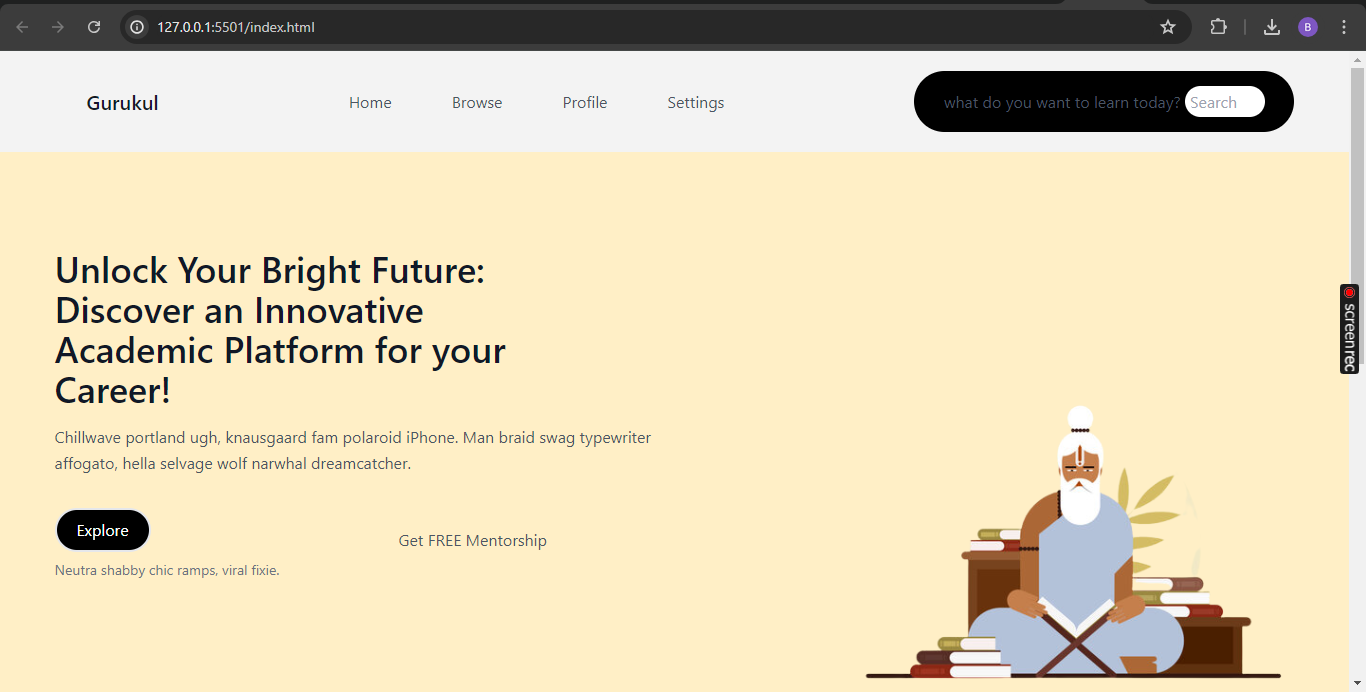 127.0.0.1:5501/index.html
B
Gurukul
Home Browse Profile Settings
what do you want to learn today? Search
Unlock Your Bright Future:
Discover an Innovative
Academic Platform for your
Career!
Chillwave portland ugh, knausgaard fam polaroid iPhone. Man braid swag typewriter
affogato, hella selvage wolf narwhal dreamcatcher.
Explore
Get FREE Mentorship
Neutra shabby chic ramps, viral fixie.
screenrec